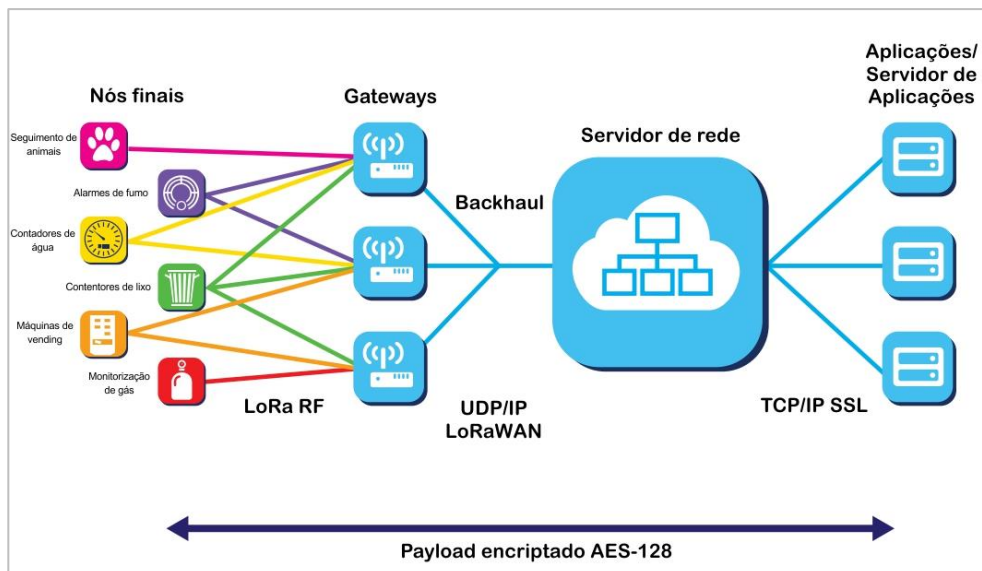 Nós finais
Gateways
Servidor de rede
Aplicações/
Servidor de
Aplicações
Seguimento de
animais
Alarmes de fumo
Contadores de
água
Contentores de lixo
Máquinas de
vending
Monitorização
de gás
Backhaul
LoRa RF
UDP/IP
LoRaWAN
TCP/IP SSL
Payload encriptado AES-128